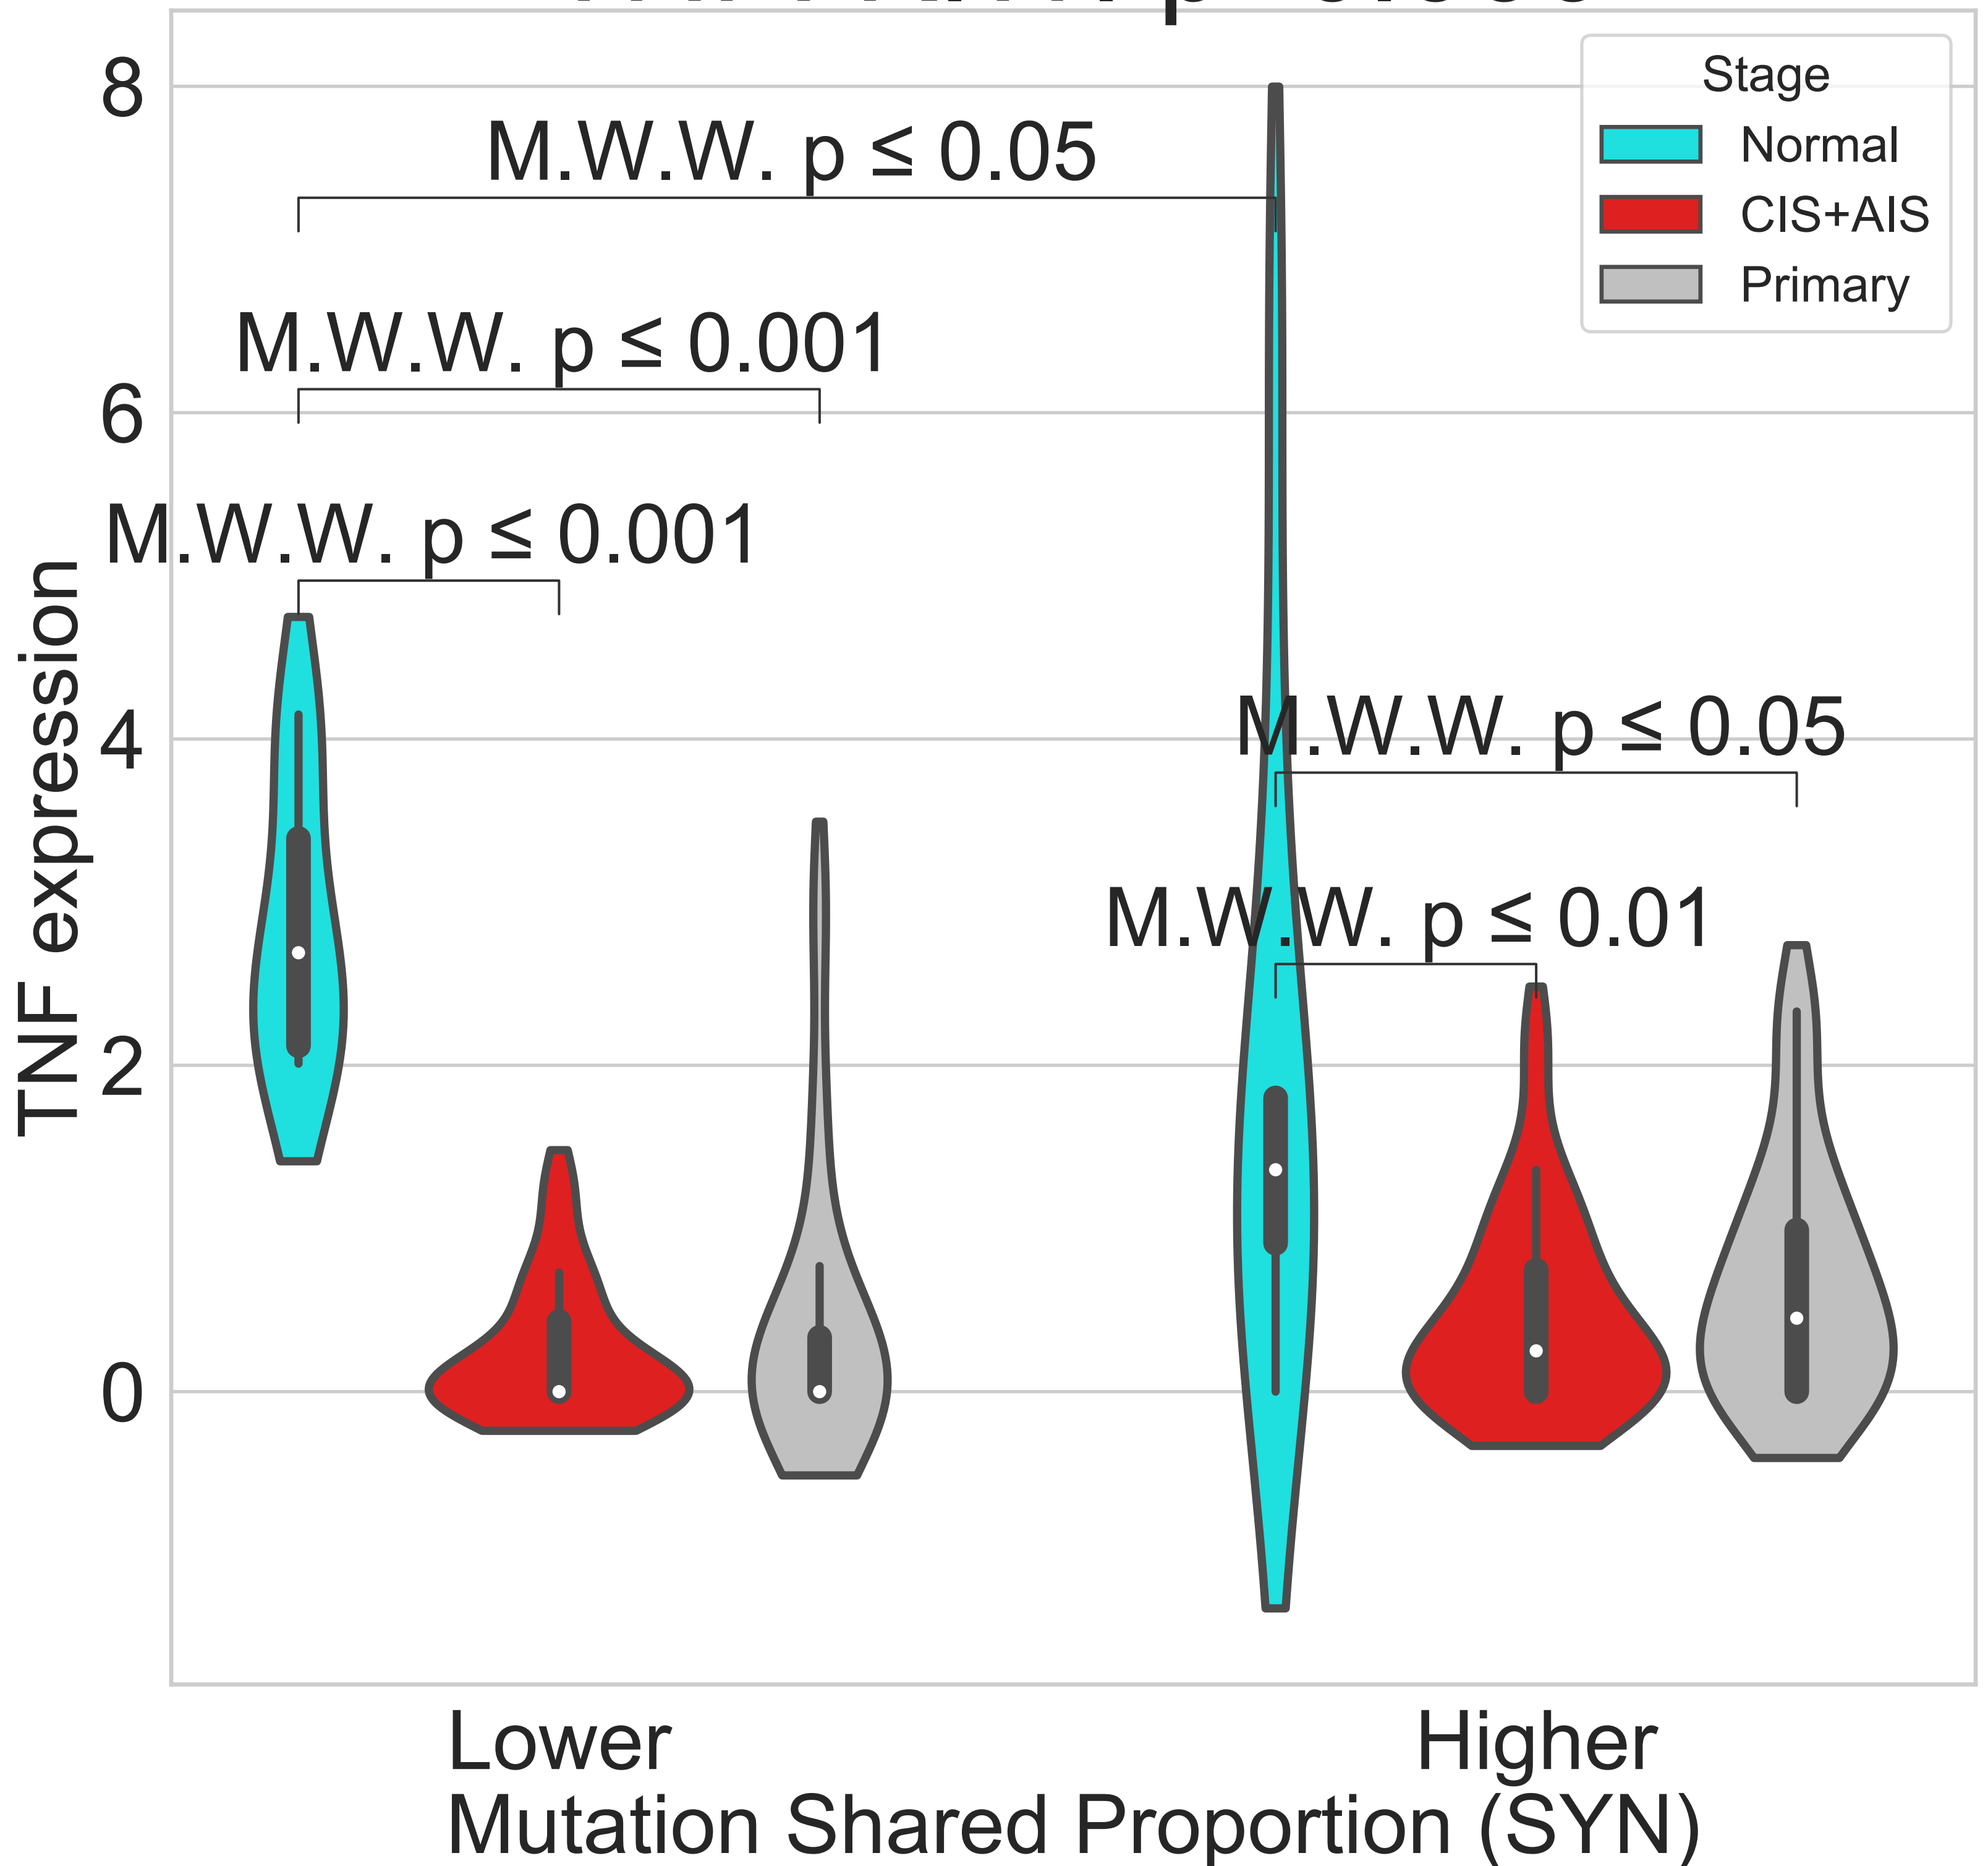 Stage
Normal
CIS+AIS
Primary
M.W.W. p ≤ 0.05
M.W.W. p ≤ 0.001
M.W.W. p ≤ 0.001
M.W.W. p ≤ 0.05
M.W.W. p ≤ 0.01
8
6
4
2
0
TNF expression
Lower
Higher
Mutation Shared Proportion (SYN)